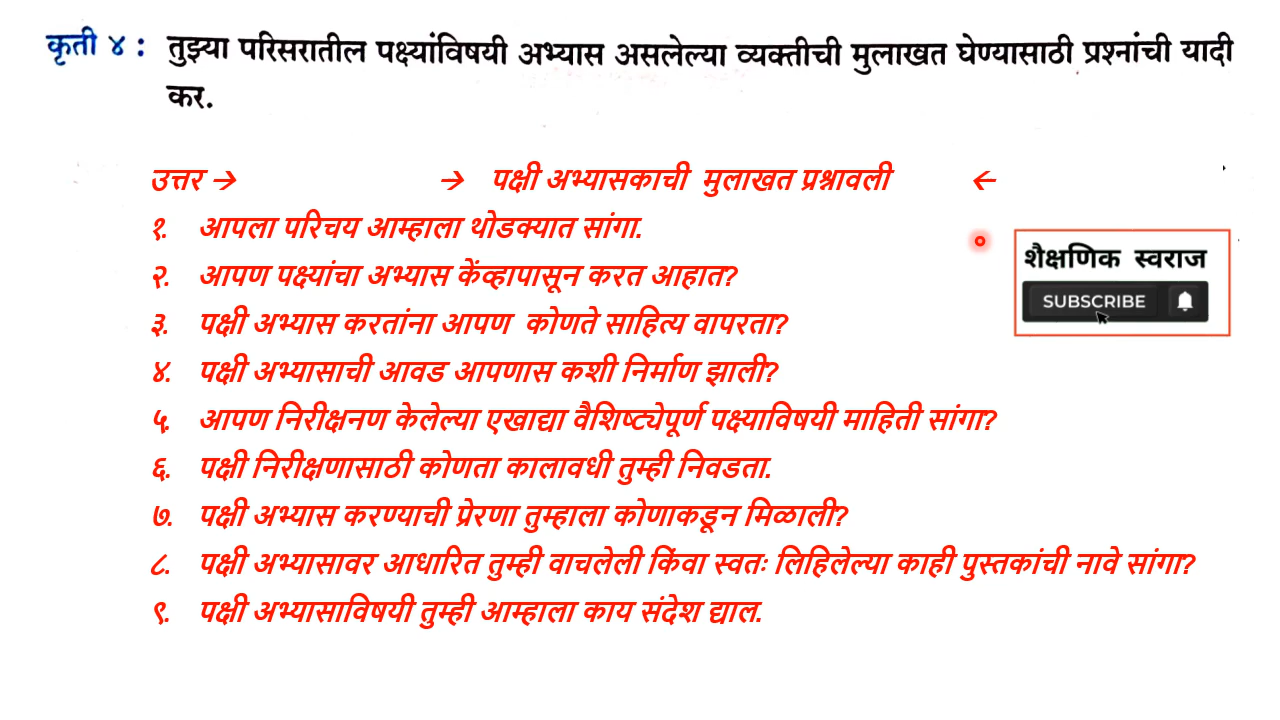 कृती ४ : तुझ्या परिसरातील पक्ष्यांविषयी अभ्यास असलेल्या व्यक्तीची मुलाखत घेण्यासाठी प्रश्नांची यादी
कर.
उत्तर → → पक्षी अभ्यासकाची मुलाखत प्रश्नावली ←
१. आपला परिचय आम्हाला थोडक्यात सांगा.
२. आपण पक्ष्यांचा अभ्यास केंव्हापासून करत आहात?
३. पक्षी अभ्यास करतांना आपण कोणते साहित्य वापरता?
४. पक्षी अभ्यासाची आवड आपणास कशी निर्माण झाली?
५. आपण निरीक्षनण केलेल्या एखाद्या वैशिष्ट्येपूर्ण पक्ष्याविषयी माहिती सांगा?
६. पक्षी निरीक्षणासाठी कोणता कालावधी तुम्ही निवडता.
७. पक्षी अभ्यास करण्याची प्रेरणा तुम्हाला कोणाकडून मिळाली?
८. पक्षी अभ्यासावर आधारित तुम्ही वाचलेली किंवा स्वतः लिहिलेल्या काही पुस्तकांची नावे सांगा?
९. पक्षी अभ्यासाविषयी तुम्ही आम्हाला काय संदेश द्याल.
शैक्षणिक स्वराज
SUBSCRIBE